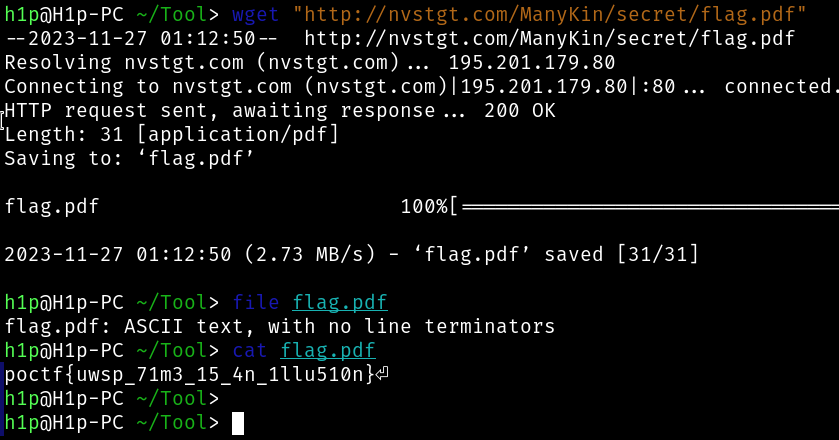 h1p@H1p-PC ~/Tool> wget "http://nvstgt.com/ManyKin/secret/flag.pdf"
--2023-11-27 01:12:50--  http://nvstgt.com/ManyKin/secret/flag.pdf
Resolving nvstgt.com (nvstgt.com)... 195.201.179.80
Connecting to nvstgt.com (nvstgt.com)|195.201.179.80|:80... connected.
HTTP request sent, awaiting response... 200 OK
Length: 31 [application/pdf]
Saving to: ‘flag.pdf’
flag.pdf 100%[==============================
2023-11-27 01:12:50 (2.73 MB/s) - ‘flag.pdf’ saved [31/31]
h1p@H1p-PC ~/Tool> file flag.pdf
flag.pdf: ASCII text, with no line terminators
h1p@H1p-PC ~/Tool> cat flag.pdf
poctf{uwsp_71m3_15_4n_1llu510n}⏎
h1p@H1p-PC ~/Tool>
h1p@H1p-PC ~/Tool>